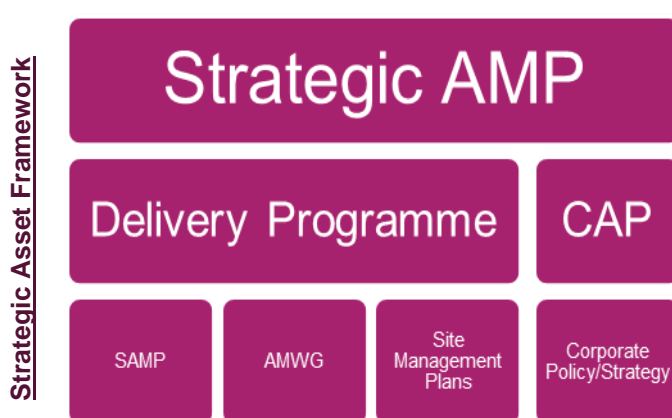 Strategic Asset Framework
Strategic AMP
Delivery Programme
CAP
SAMP
AMWG
Site
Management
Plans
Corporate
Policy/Strategy